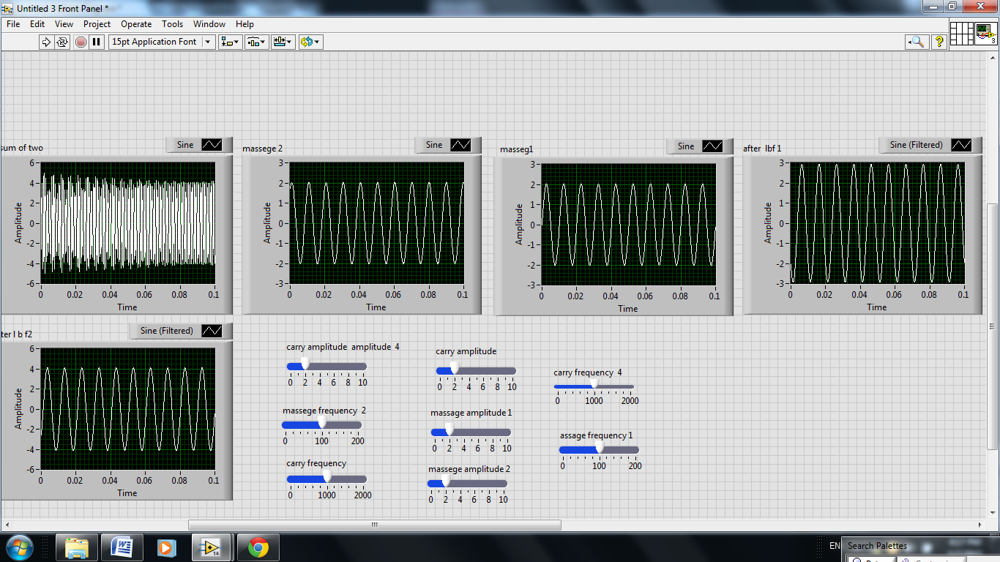 Untitled 3 Front Panel *
File Edit View Project Operate Tools Window Help
15pt Application Font
3
sum of two
Sine
Amplitude
6
4
2
0
-2
-4
-6
0 0.02 0.04 0.06 0.08 0.1
Time
massege 2
Sine
Amplitude
3
2
1
0
-1
-2
-3
0 0.02 0.04 0.06 0.08 0.1
Time
masseg1
Sine
Amplitude
3
2
1
0
-1
-2
-3
0 0.02 0.04 0.06 0.08 0.1
Time
after lbf 1
Sine (Filtered)
Amplitude
3
2
1
0
-1
-2
-3
0 0.02 0.04 0.06 0.08 0.1
Time
ter l b f2
Sine (Filtered)
Amplitude
6
4
2
0
-2
-4
-6
0 0.02 0.04 0.06 0.08 0.1
Time
carry amplitude amplitude 4
0 2 4 6 8 10
massege frequency 2
0 100 200
carry frequency
0 1000 2000
carry amplitude
0 2 4 6 8 10
massage amplitude 1
0 2 4 6 8 10
massege amplitude 2
0 2 4 6 8 10
carry frequency 4
0 1000 2000
assage frequency 1
0 100 200
14
EN
Search Palettes